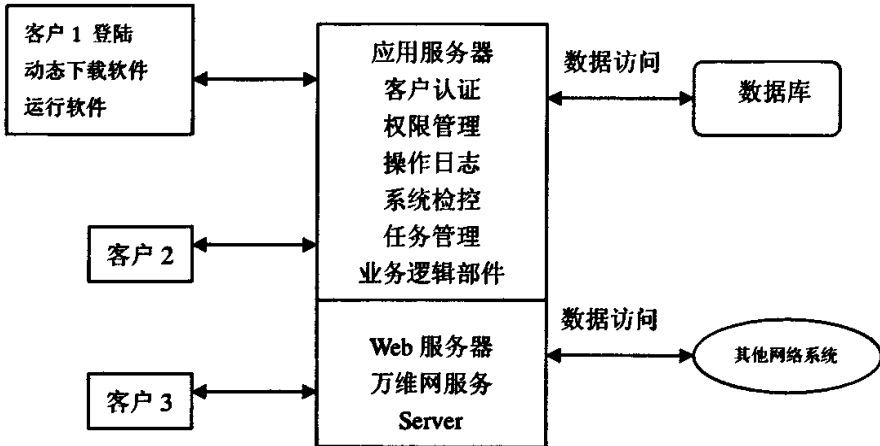 客户 1 登陆
动态下载软件
运行软件
客户 2
客户 3
应用服务器
客户认证
权限管理
操作日志
系统检控
任务管理
业务逻辑部件
Web 服务器
万维网服务
Server
数据访问
数据库
数据访问
其他网络系统